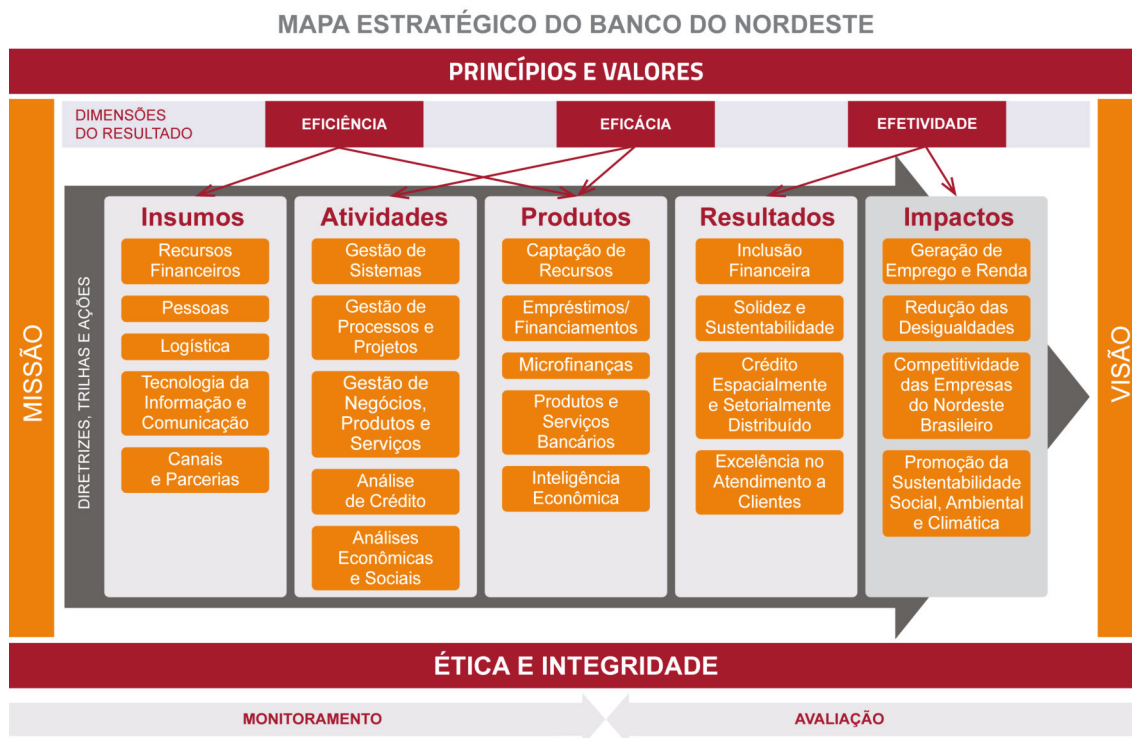 MAPA ESTRATÉGICO DO BANCO DO NORDESTE
PRINCÍPIOS E VALORES
DIMENSÕES
DO RESULTADO
EFICIÊNCIA
EFICÁCIA
EFETIVIDADE
MISSÃO
DIRETRIZES, TRILHAS E AÇÕES
Insumos
Recursos
Financeiros
Pessoas
Logística
Tecnologia da
Informação e
Comunicação
Canais
e Parcerias
Atividades
Gestão de
Sistemas
Gestão de
Processos e
Projetos
Gestão de
Negócios,
Produtos e
Serviços
Análise
de Crédito
Análises
Econômicas
e Sociais
Produtos
Captação de
Recursos
Empréstimos/
Financiamentos
Microfinanças
Produtos e
Serviços
Bancários
Inteligência
Econômica
Resultados
Inclusão
Financeira
Solidez e
Sustentabilidade
Crédito
Espacialmente
e Setorialmente
Distribuído
Excelência no
Atendimento a
Clientes
Impactos
Geração de
Emprego e Renda
Redução das
Desigualdades
Competitividade
das Empresas
do Nordeste
Brasileiro
Promoção da
Sustentabilidade
Social, Ambiental
e Climática
VISÃO
ÉTICA E INTEGRIDADE
MONITORAMENTO
AVALIAÇÃO